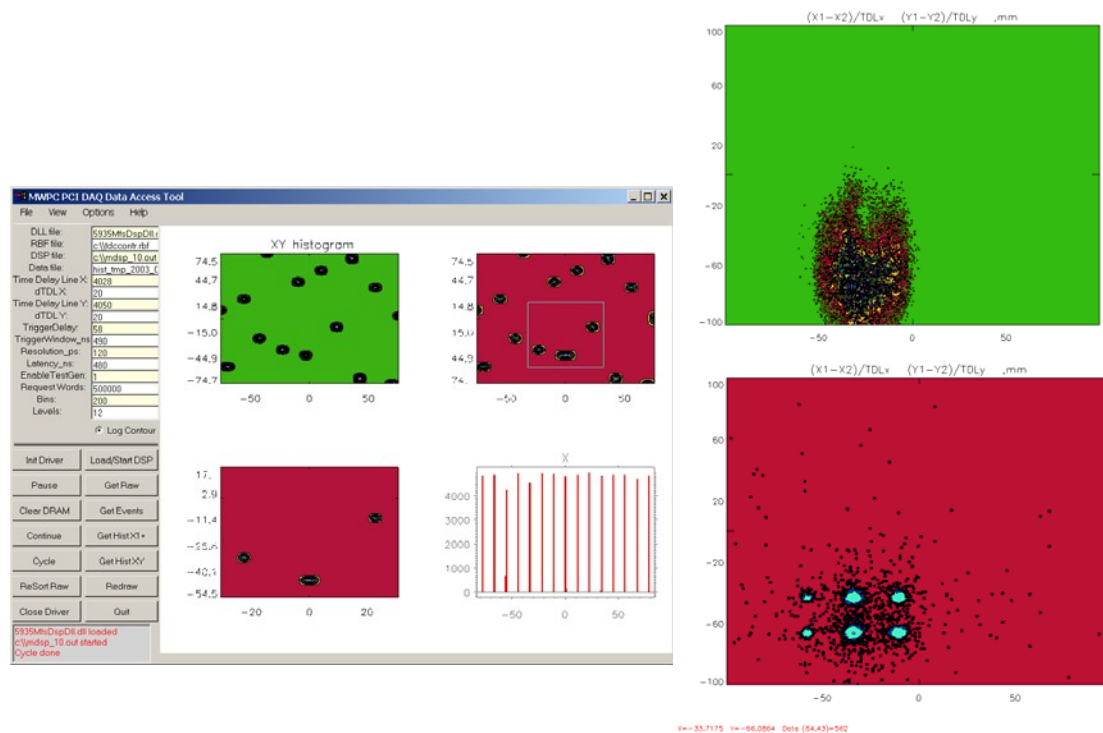 (X1-X2)/TDLx (Y1-Y2)/TDLy ,mm
100
60
20
-20
-60
-100
-50
0
50
MWPC PCI DAQ Data Access Tool
File View Options Help
DLL file: 5935MfsDspDll.
RBF file: c:\\tdccontr.rbf
DSP file: c:\\mdsp_10.out
Data file: hist_tmp_2003_
Time Delay Line X: 4028
dTDL X: 20
Time Delay Line Y: 4050
dTDL Y: 20
TriggerDelay: 58
TriggerWindow_ns 490
Resolution_ps: 120
Latency_ns: 480
EnableTestGen: 1
Request Words: 500000
Bins: 200
Levels: 12
Log Contour
Init Driver Load/Start DSP
Pause Get Raw
Clear DRAM Get Events
Continue Get Hist X1+
Cycle Get Hist XY
ReSort Raw Redraw
Close Driver Quit
5935MfsDspDll.dll loaded
c:\\mdsp_10.out started
Cycle done
XY histogram
74.5
44.7
14.8
-15.0
-44.9
-74.7
-50 0 50
74.5
44.7
14.8
15.0
-44.9
-74.7
-50 0 50
17.
2.9
-11.4
-25.6
-54.5
-20 0 20
X
4000
3000
2000
1000
0
-50 0 50
(X1-X2)/TDLx (Y1-Y2)/TDLy ,mm
100
60
20
-20
-60
-100
-50 0 50
X=-33.7175 Y=-66.0864 Data (64,43)=562